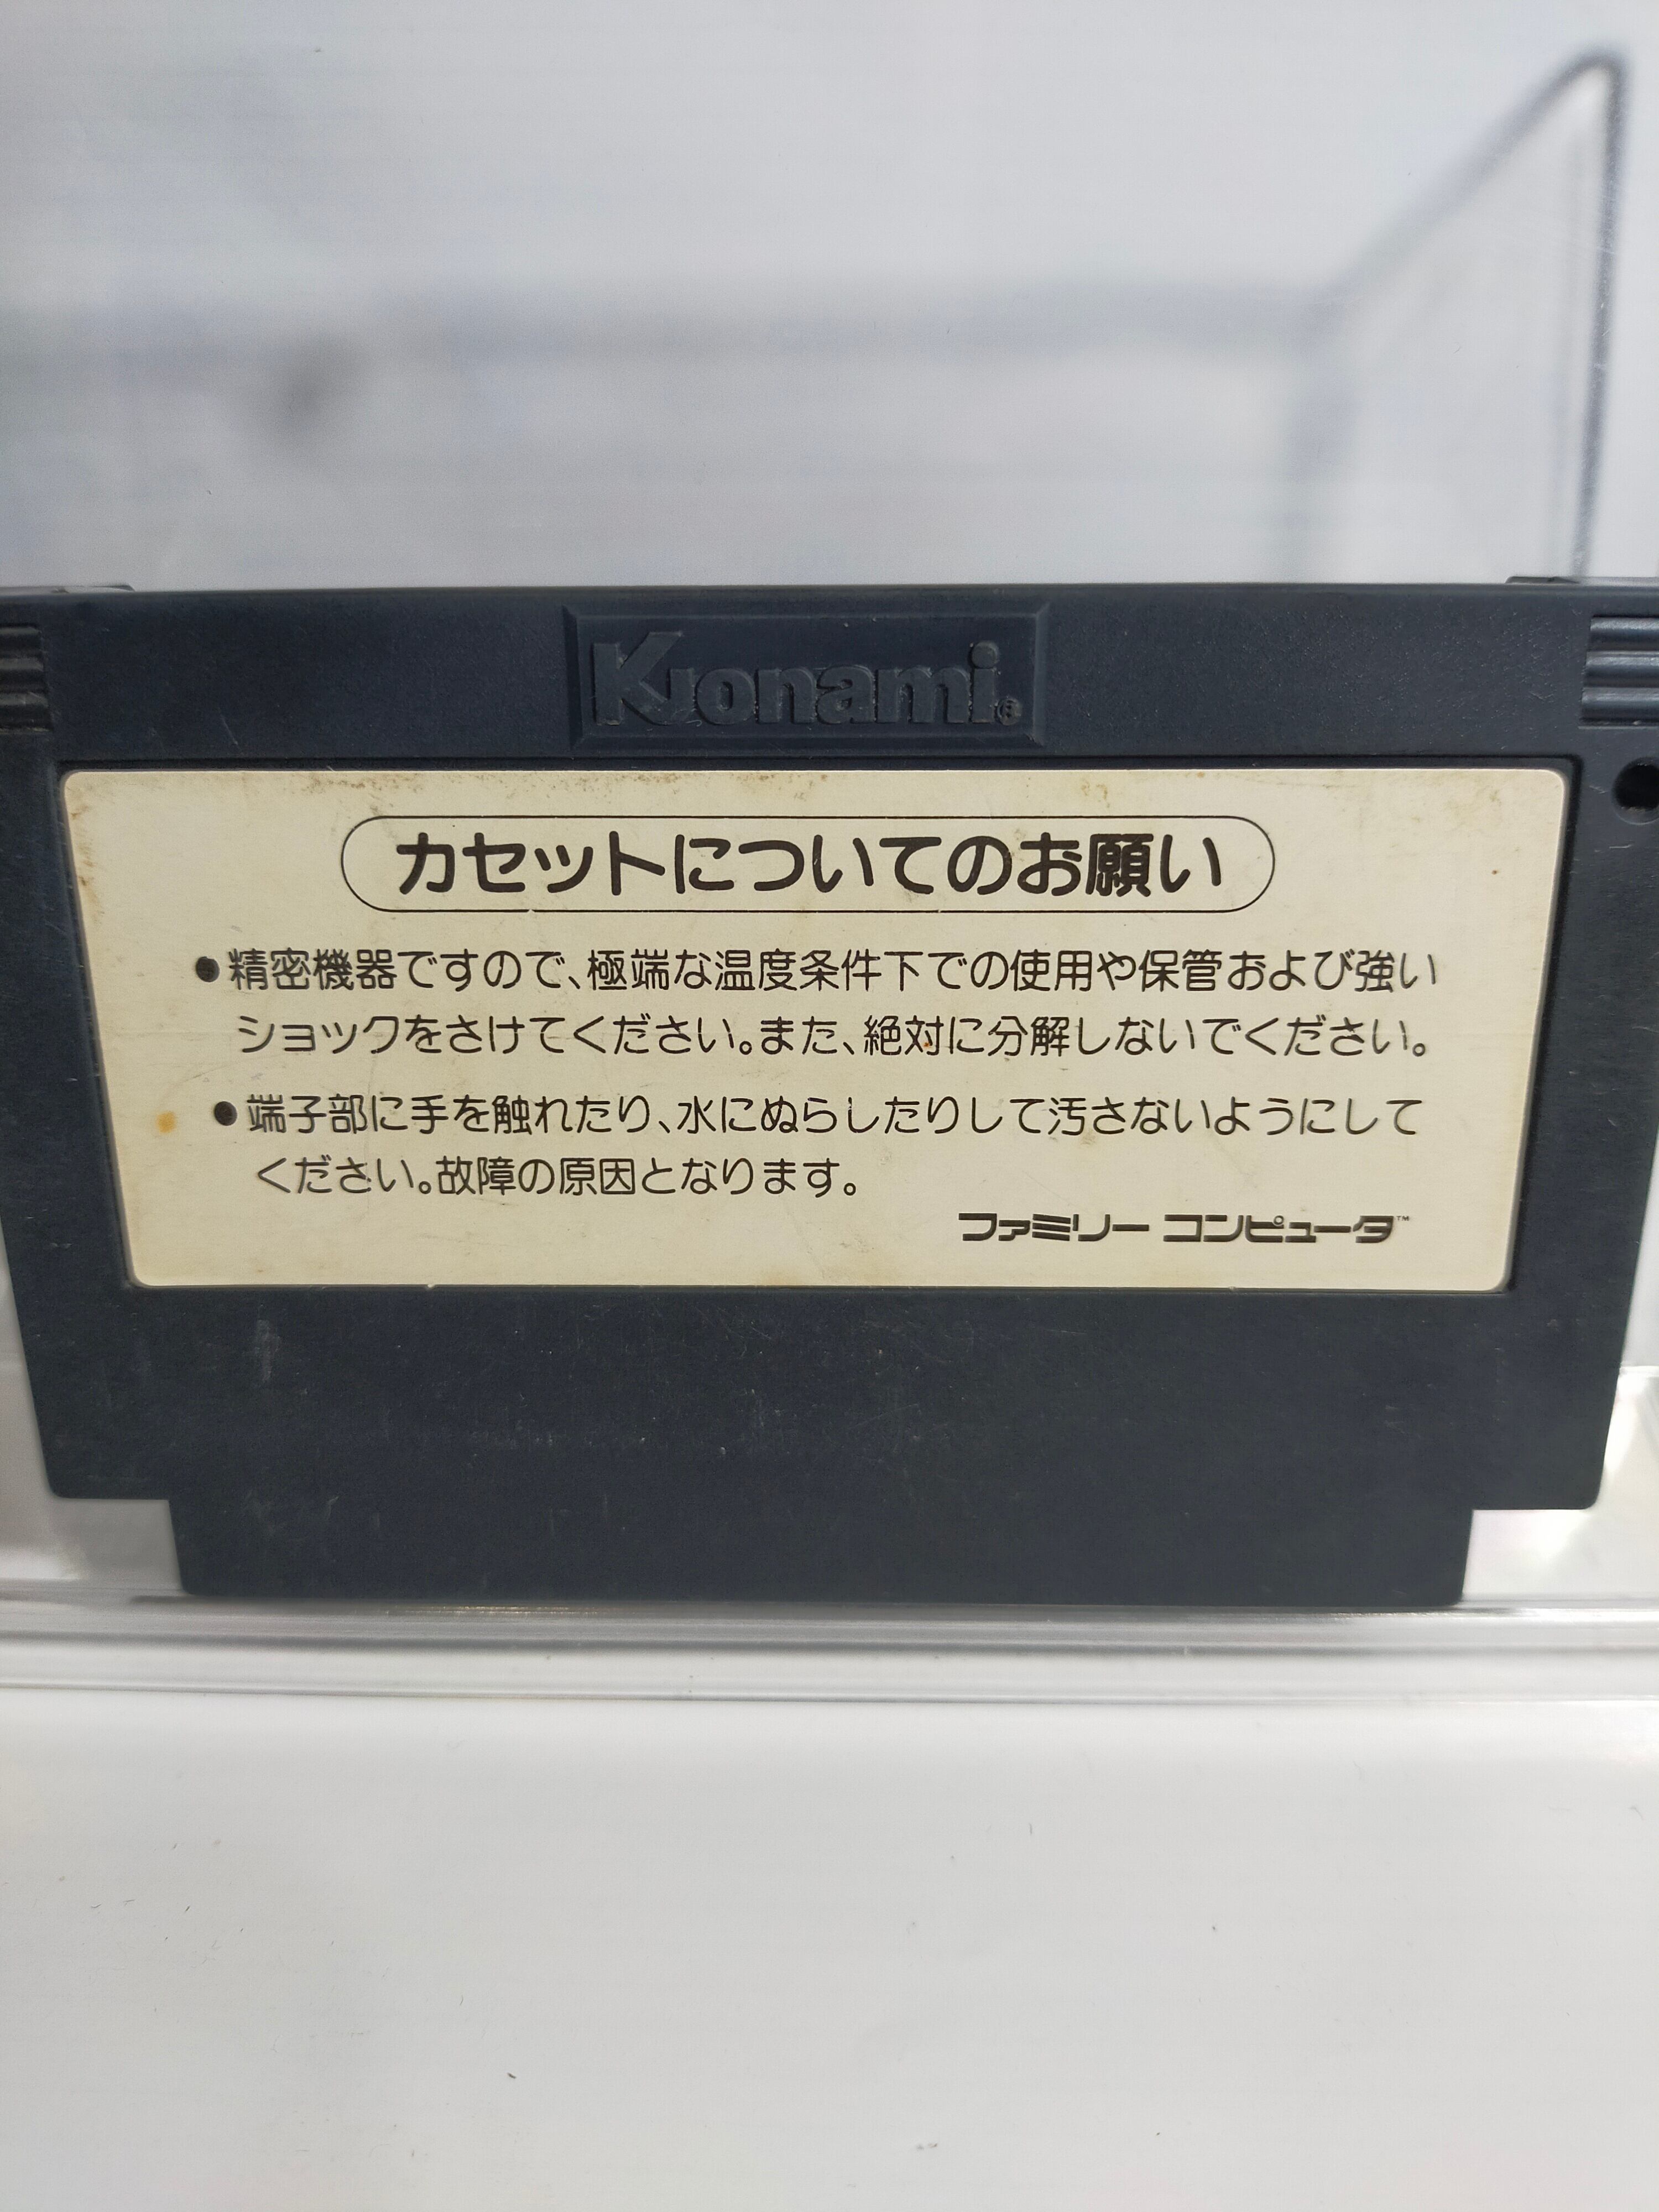 Konami®
カセットについてのお願い
●精密機器ですので、極端な温度条件下での使用や保管および強い
ショックをさけてください。また、絶対に分解しないでください。
●端子部に手を触れたり、水にぬらしたりして汚さないようにして
ください。故障の原因となります。
ファミリー コンピュータ™